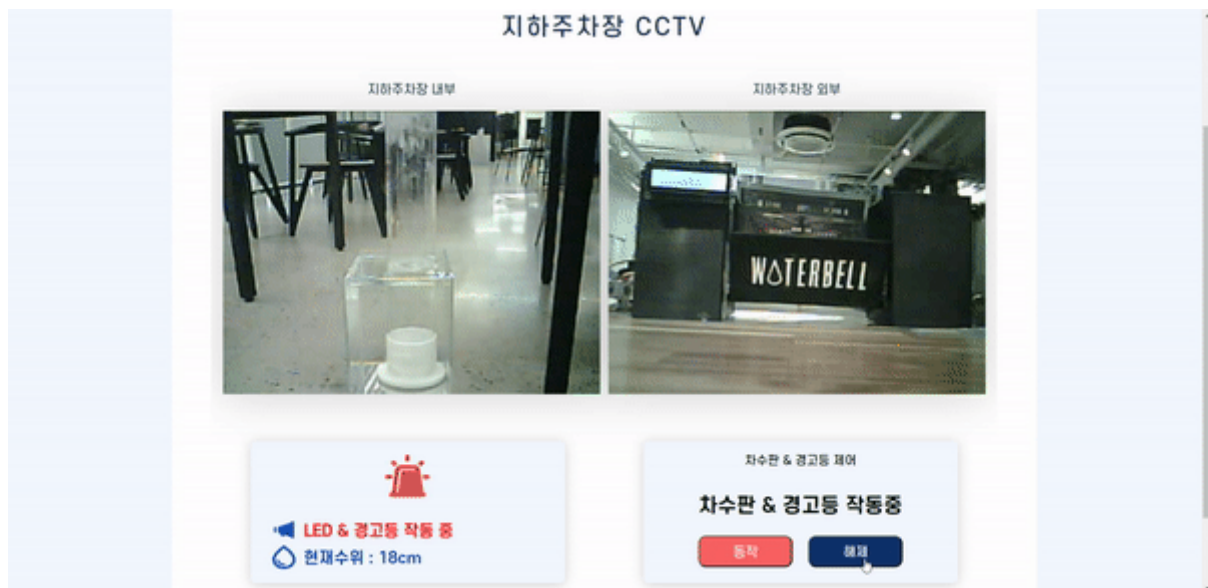 지하주차장 CCTV
지하주차장 내부
지하주차장 외부
WATERBELL
LED & 경고등 작동 중
현재수위 : 18cm
차수판 & 경고등 제어
차수판 & 경고등 작동중
동작
해제